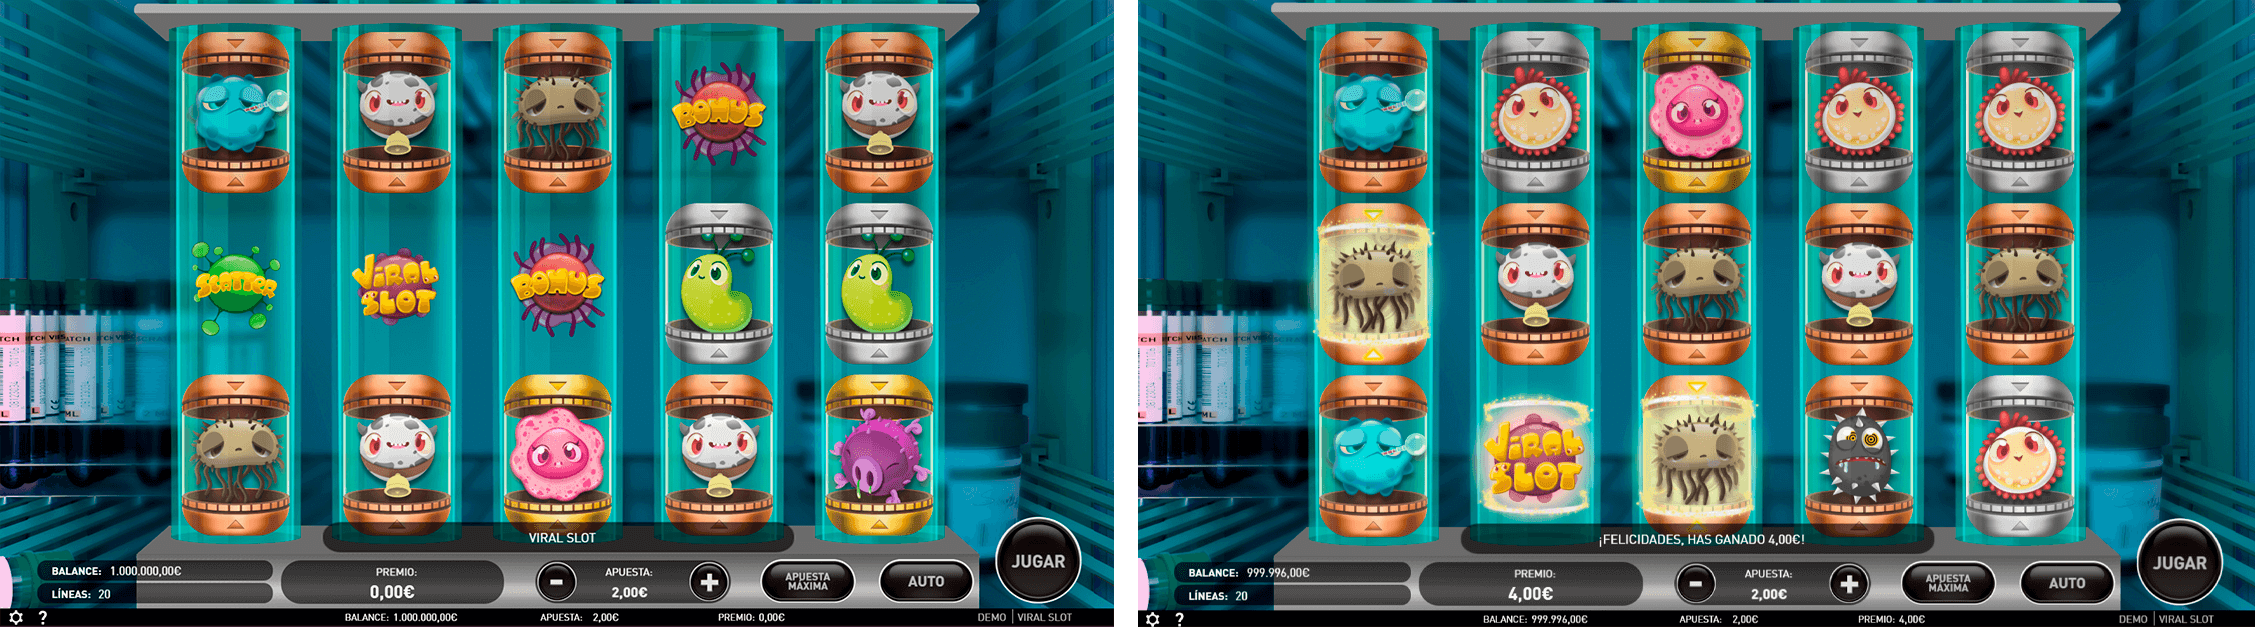 BONUS
SCATTER
VIRAL
SLOT
BONUS
VIRAL SLOT
BALANCE: 1.000.000,00€
LÍNEAS: 20
PREMIO:
0,00€
-
APUESTA:
2,00€
+
APUESTA
MÁXIMA
AUTO
JUGAR
?
BALANCE: 1.000.000,00€ APUESTA: 2,00€ PREMIO: 0,00€
DEMO | VIRAL SLOT
VIRAL
SLOT
¡FELICIDADES, HAS GANADO 4,00€!
BALANCE: 999.996,00€
LÍNEAS: 20
PREMIO:
4,00€
-
APUESTA:
2,00€
+
APUESTA
MÁXIMA
AUTO
JUGAR
?
BALANCE: 999.996,00€ APUESTA: 2,00€ PREMIO: 4,00€
DEMO | VIRAL SLOT